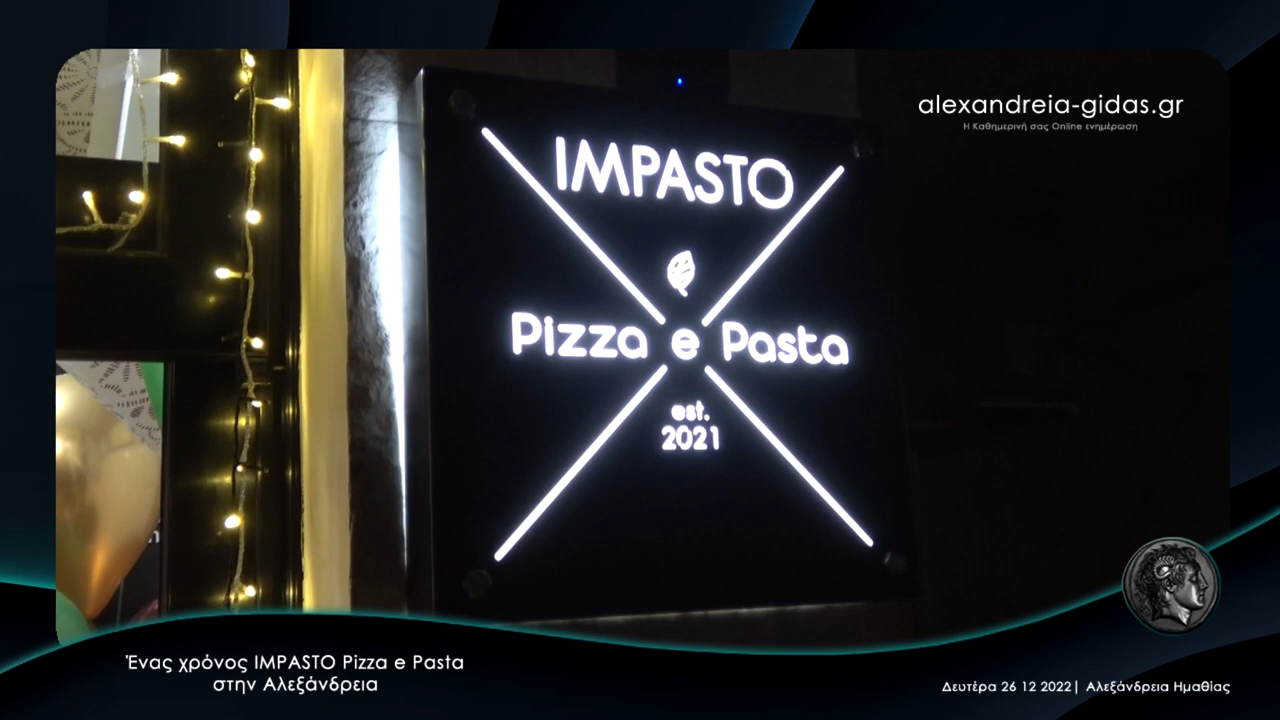 alexandreia-gidas.gr
Η Καθημερινή σας Online ενημέρωση
IMPASTO
Pizza e Pasta
est.
2021
Ένας χρόνος IMPASTO Pizza e Pasta
στην Αλεξάνδρεια
Δευτέρα 26 12 2022| Αλεξάνδρεια Ημαθίας